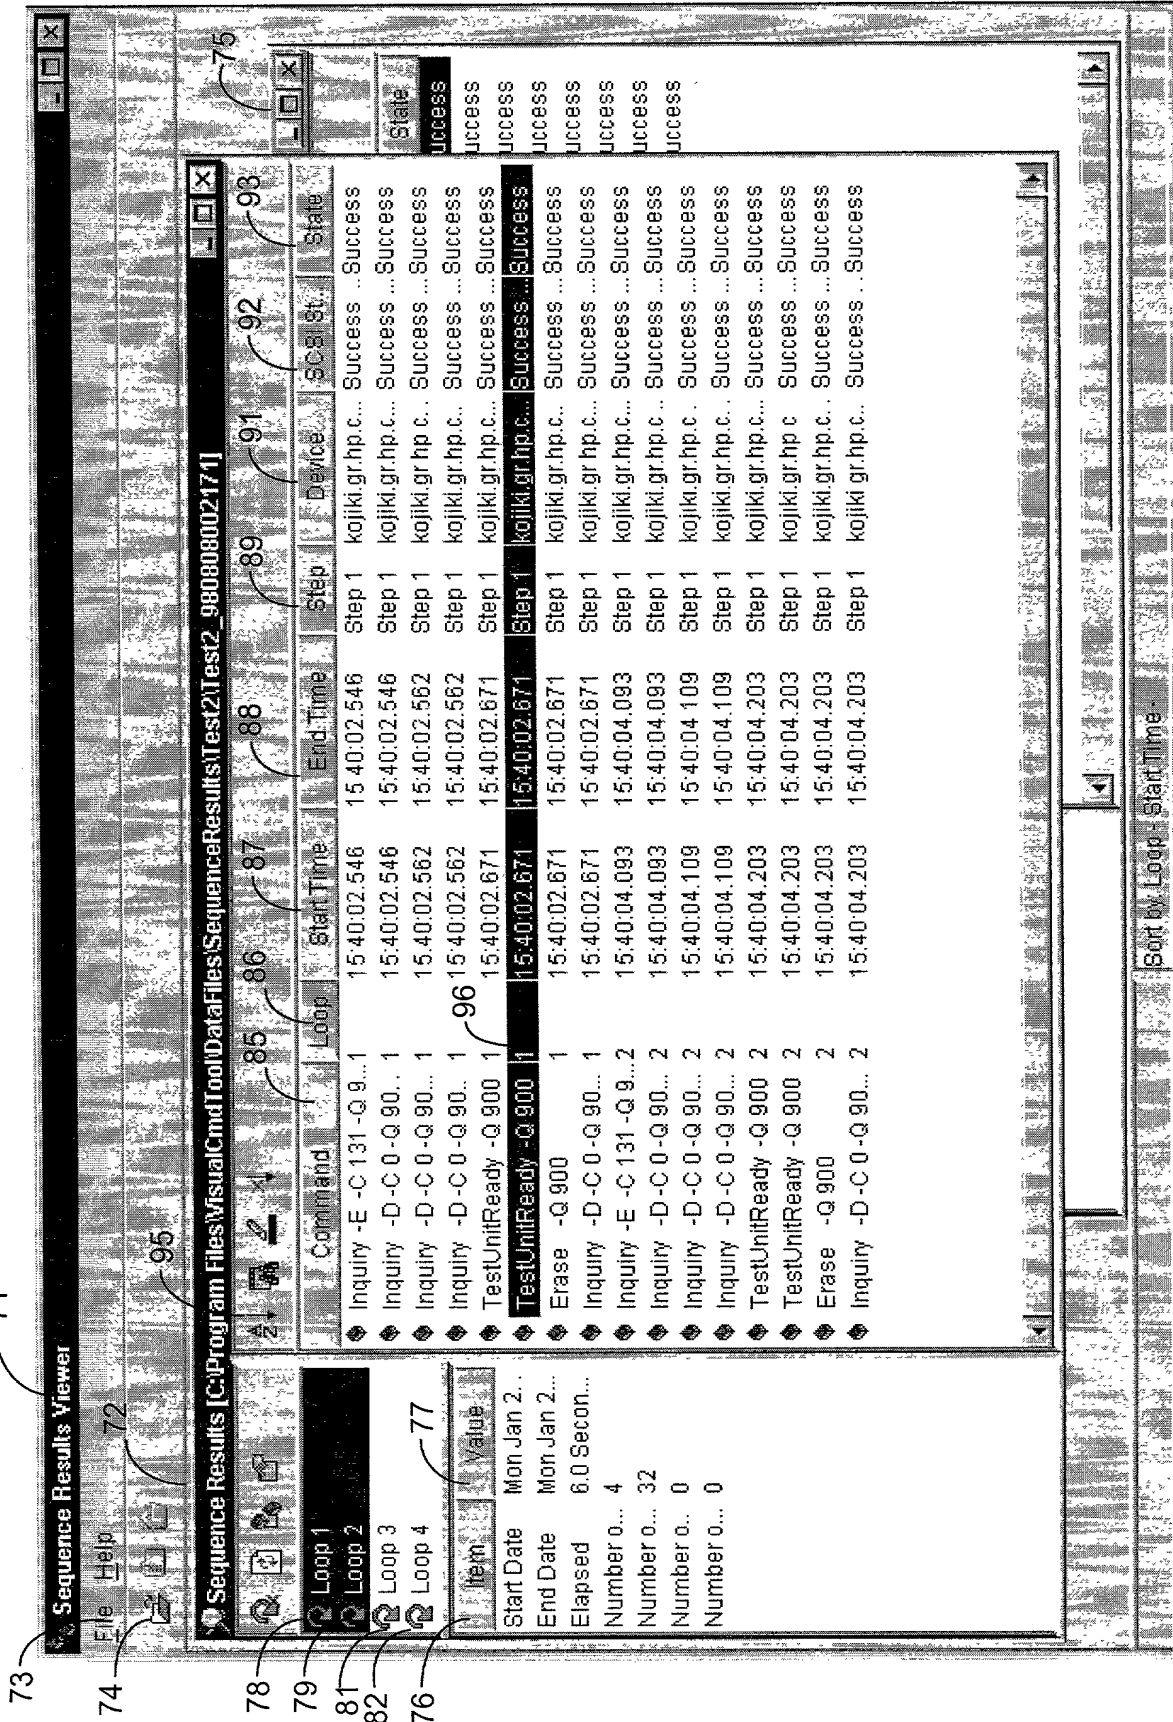 71
73 Sequence Results Viewer
File Help
74
72
75
Sequence Results [C:\Program Files\VisualCmdTool\DataFiles\SequenceResults\Test2\Test2_980808002171]
95
78 Loop 1
79 Loop 2
81 Loop 3
82 Loop 4
76 Item Value 77
Start Date Mon Jan 2...
End Date Mon Jan 2...
Elapsed 6.0 Secon...
Number o... 4
Number o... 32
Number o.. 0
Number o... 0
85 86 87 88 89 91 92 93
Command Loop Start Time End Time Step Device... SCSI St... State
Inquiry -E -C 131 -Q 9... 1 15:40:02.546 15:40:02.546 Step 1 kojiki.gr.hp.c... Success ... Success
Inquiry -D -C 0 -Q 90... 1 15:40:02.546 15:40:02.546 Step 1 kojiki.gr.hp.c... Success ... Success
Inquiry -D -C 0 -Q 90... 1 15:40:02.562 15:40:02.562 Step 1 kojiki.gr.hp.c... Success ... Success
Inquiry -D -C 0 -Q 90.. 1 15:40:02.562 15:40:02.562 Step 1 kojiki.gr.hp.c... Success ... Success
TestUnitReady -Q 900 1 15:40:02.671 15:40:02.671 Step 1 kojiki.gr.hp.c... Success ... Success
96
TestUnitReady -Q 900 1 15:40:02.671 15:40:02.671 Step 1 kojiki.gr.hp.c... Success ... Success
Erase -Q 900 1 15:40:02.671 15:40:02.671 Step 1 kojiki.gr.hp.c... Success ... Success
Inquiry -D -C 0 -Q 90... 1 15:40:02.671 15:40:02.671 Step 1 kojiki.gr.hp.c... Success ... Success
Inquiry -E -C 131 -Q 9... 2 15:40:04.093 15:40:04.093 Step 1 kojiki.gr.hp.c... Success ... Success
Inquiry -D -C 0 -Q 90... 2 15:40:04.093 15:40:04.093 Step 1 kojiki.gr.hp.c... Success ... Success
Inquiry -D -C 0 -Q 90... 2 15:40:04.109 15:40:04.109 Step 1 kojiki.gr.hp.c... Success ... Success
Inquiry -D -C 0 -Q 90... 2 15:40:04.109 15:40:04.109 Step 1 kojiki.gr.hp.c... Success ... Success
TestUnitReady -Q 900 2 15:40:04.203 15:40:04.203 Step 1 kojiki.gr.hp.c... Success ... Success
TestUnitReady -Q 900 2 15:40:04.203 15:40:04.203 Step 1 kojiki.gr.hp.c Success ... Success
Erase -Q 900 2 15:40:04.203 15:40:04.203 Step 1 kojiki.gr.hp.c... Success ... Success
Inquiry -D -C 0 -Q 90... 2 15:40:04.203 15:40:04.203 Step 1 kojiki.gr.hp.c... Success ... Success
State
uccess
uccess
uccess
uccess
uccess
uccess
uccess
uccess
Sort by: Loop - Start Time -